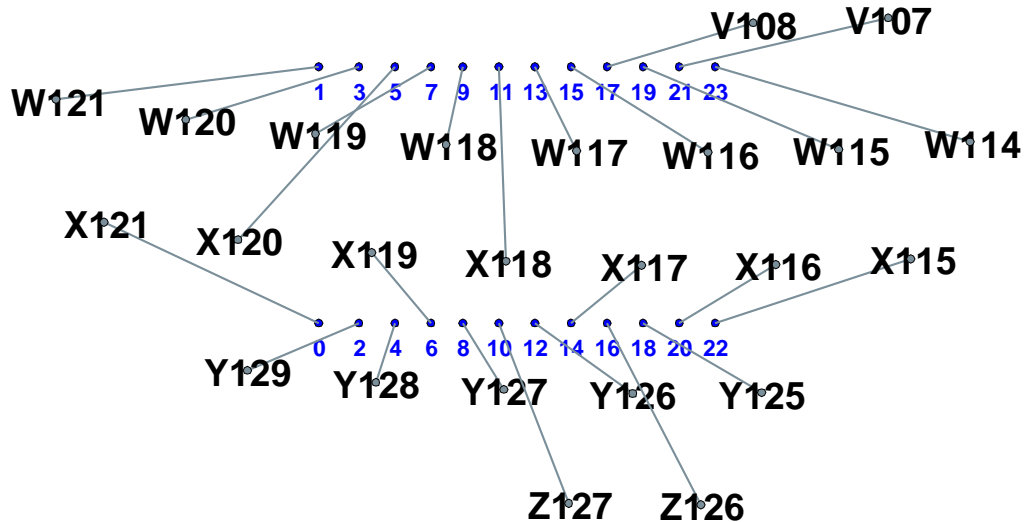 V108 V107
W121 W120 W119 W118 W117 W116 W115 W114
1 3 5 7 9 11 13 15 17 19 21 23
X121 X120 X119 X118 X117 X116 X115
0 2 4 6 8 10 12 14 16 18 20 22
Y129 Y128 Y127 Y126 Y125
Z127 Z126